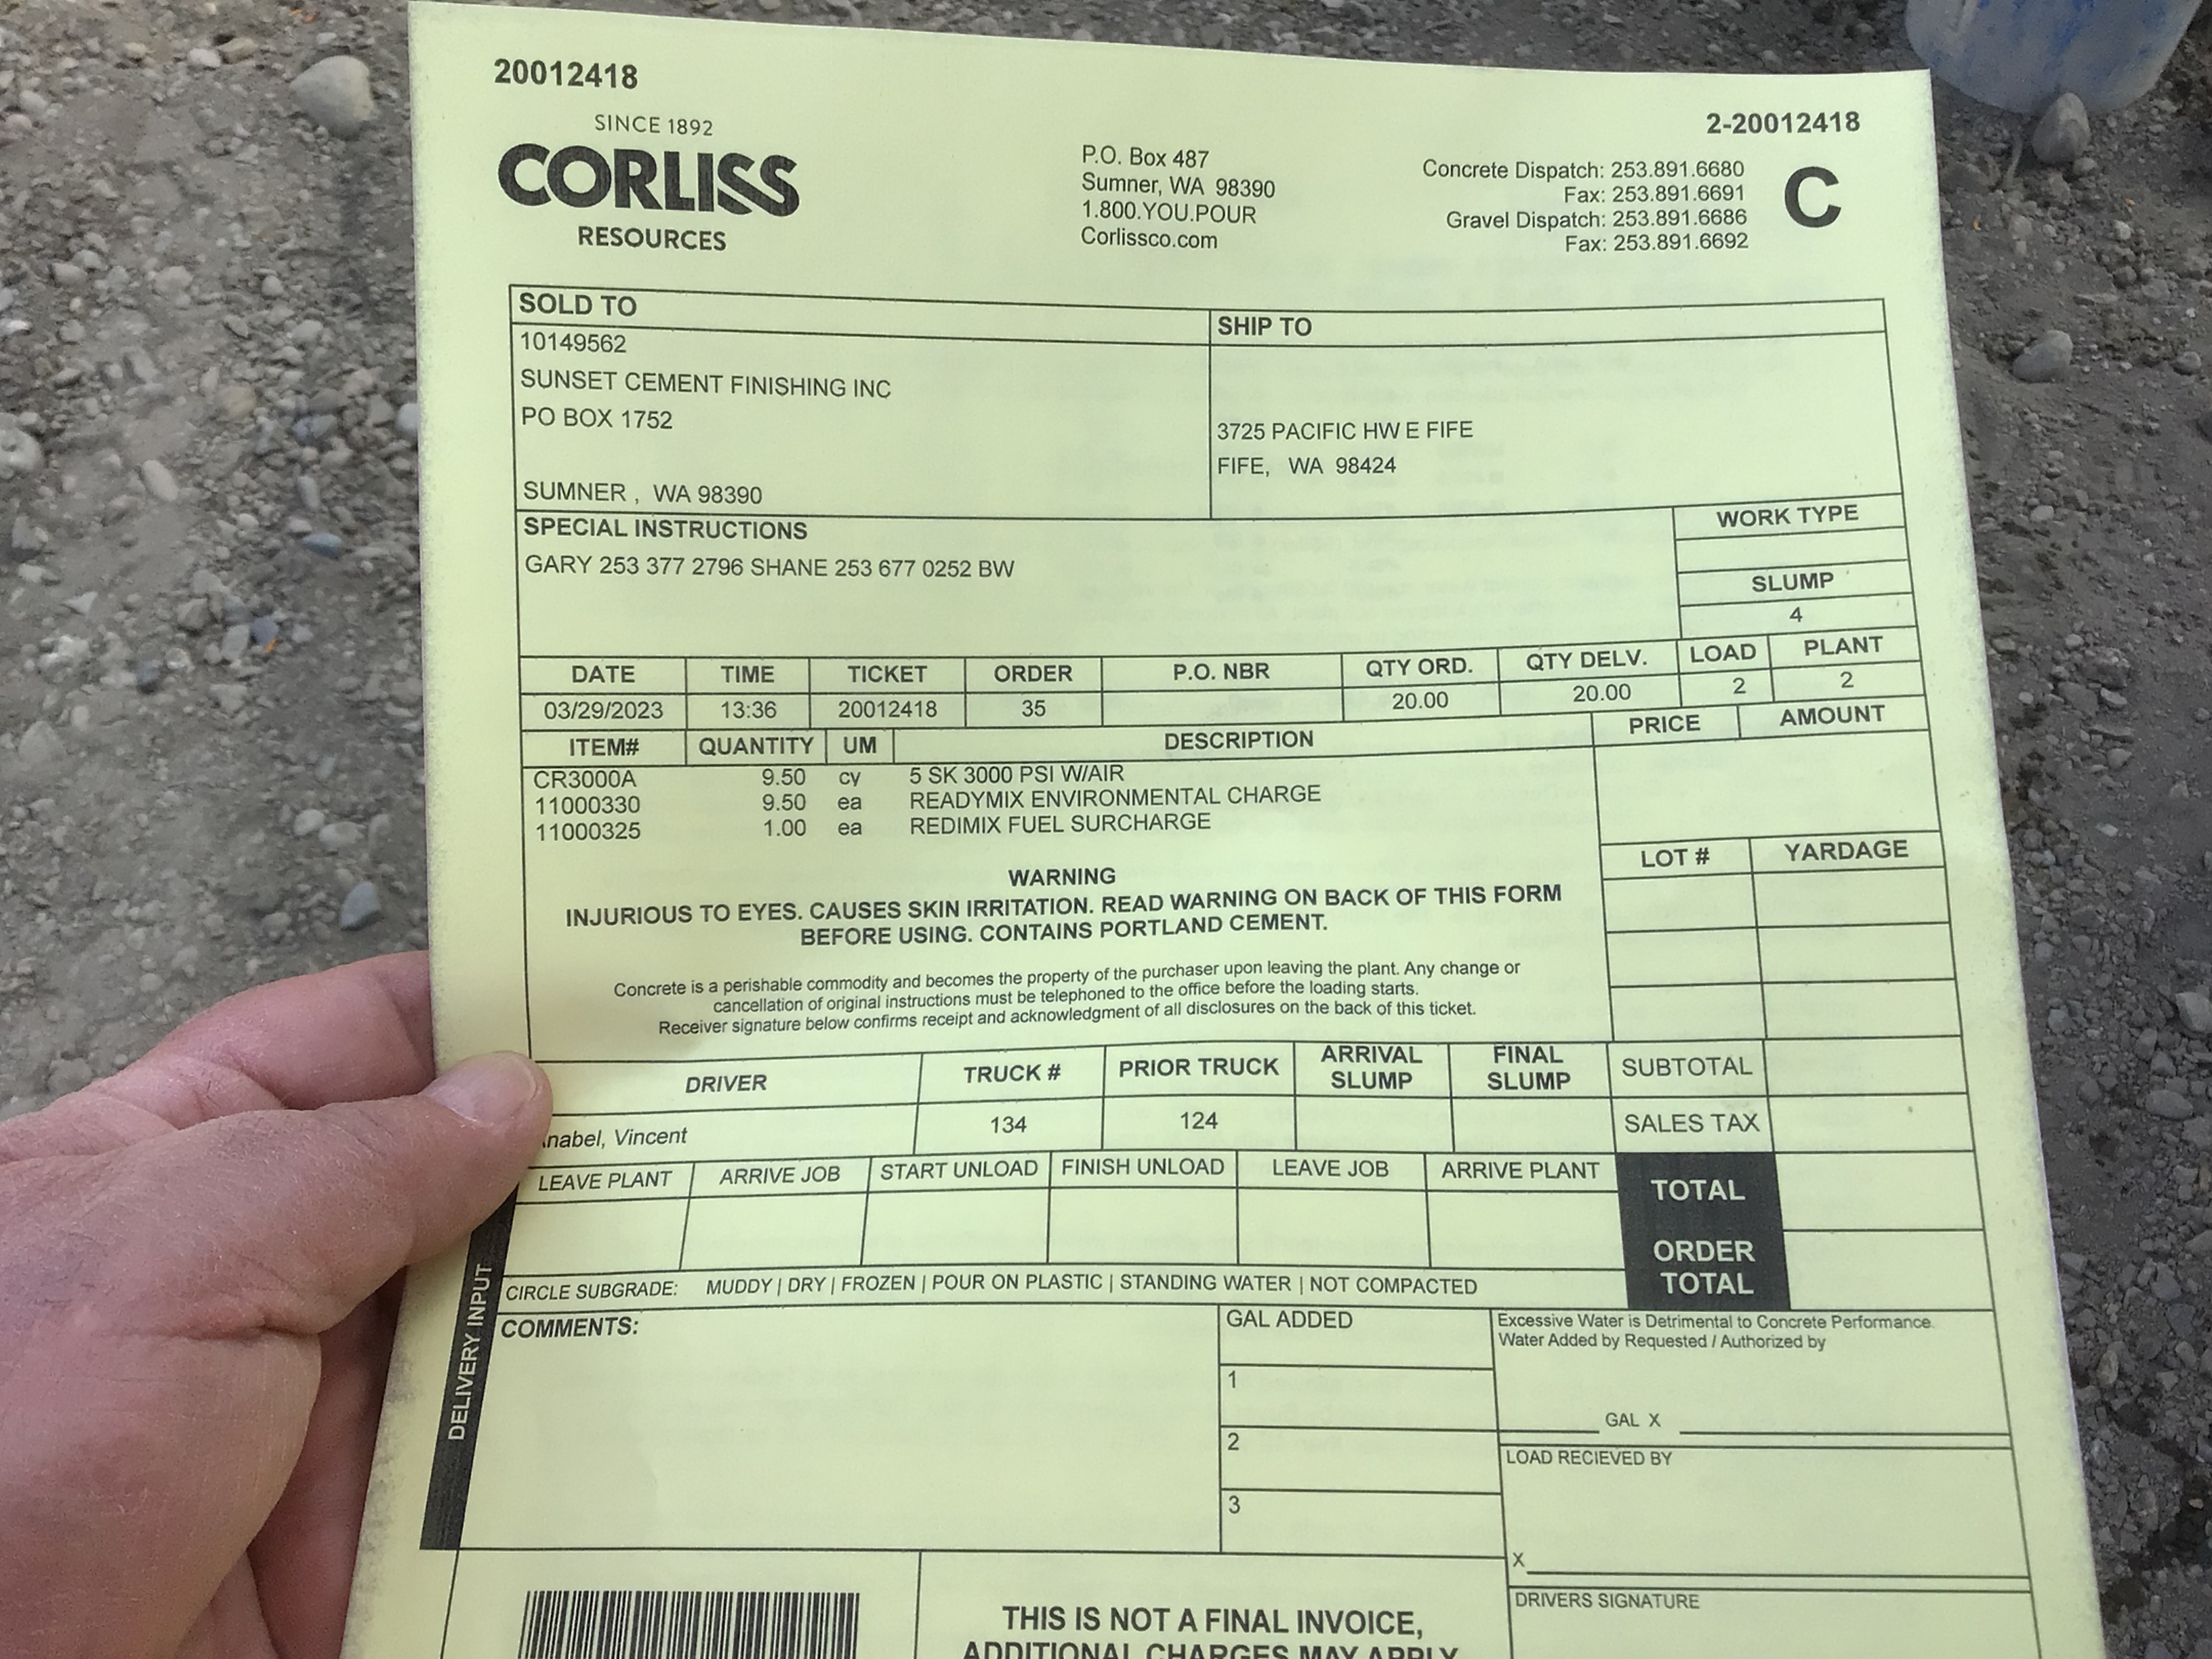 20012418
2-20012418
SINCE 1892
CORLISS
RESOURCES
P.O. Box 487
Sumner, WA 98390
1.800.YOU.POUR
Corlissco.com
Concrete Dispatch: 253.891.6680
Fax: 253.891.6691
Gravel Dispatch: 253.891.6686
Fax: 253.891.6692
C
SOLD TO
10149562
SUNSET CEMENT FINISHING INC
PO BOX 1752
SUMNER , WA 98390
SHIP TO
3725 PACIFIC HW E FIFE
FIFE, WA 98424
SPECIAL INSTRUCTIONS
GARY 253 377 2796 SHANE 253 677 0252 BW
WORK TYPE
SLUMP
4
DATE TIME TICKET ORDER P.O. NBR QTY ORD. QTY DELV. LOAD PLANT
03/29/2023 13:36 20012418 35 20.00 20.00 2 2
ITEM# QUANTITY UM DESCRIPTION PRICE AMOUNT
CR3000A 9.50 cy 5 SK 3000 PSI W/AIR
11000330 9.50 ea READYMIX ENVIRONMENTAL CHARGE
11000325 1.00 ea REDIMIX FUEL SURCHARGE
LOT # YARDAGE
WARNING
INJURIOUS TO EYES. CAUSES SKIN IRRITATION. READ WARNING ON BACK OF THIS FORM
BEFORE USING. CONTAINS PORTLAND CEMENT.
Concrete is a perishable commodity and becomes the property of the purchaser upon leaving the plant. Any change or
cancellation of original instructions must be telephoned to the office before the loading starts.
Receiver signature below confirms receipt and acknowledgment of all disclosures on the back of this ticket.
DRIVER TRUCK # PRIOR TRUCK ARRIVAL SLUMP FINAL SLUMP SUBTOTAL
Vincent 134 124 SALES TAX
LEAVE PLANT ARRIVE JOB START UNLOAD FINISH UNLOAD LEAVE JOB ARRIVE PLANT
TOTAL
ORDER
TOTAL
CIRCLE SUBGRADE: MUDDY | DRY | FROZEN | POUR ON PLASTIC | STANDING WATER | NOT COMPACTED
DELIVERY INPUT
COMMENTS:
GAL ADDED
1
2
3
Excessive Water is Detrimental to Concrete Performance.
Water Added by Requested / Authorized by
GAL X
LOAD RECIEVED BY
X
DRIVERS SIGNATURE
THIS IS NOT A FINAL INVOICE,
ADDITIONAL CHARGES MAY APPLY